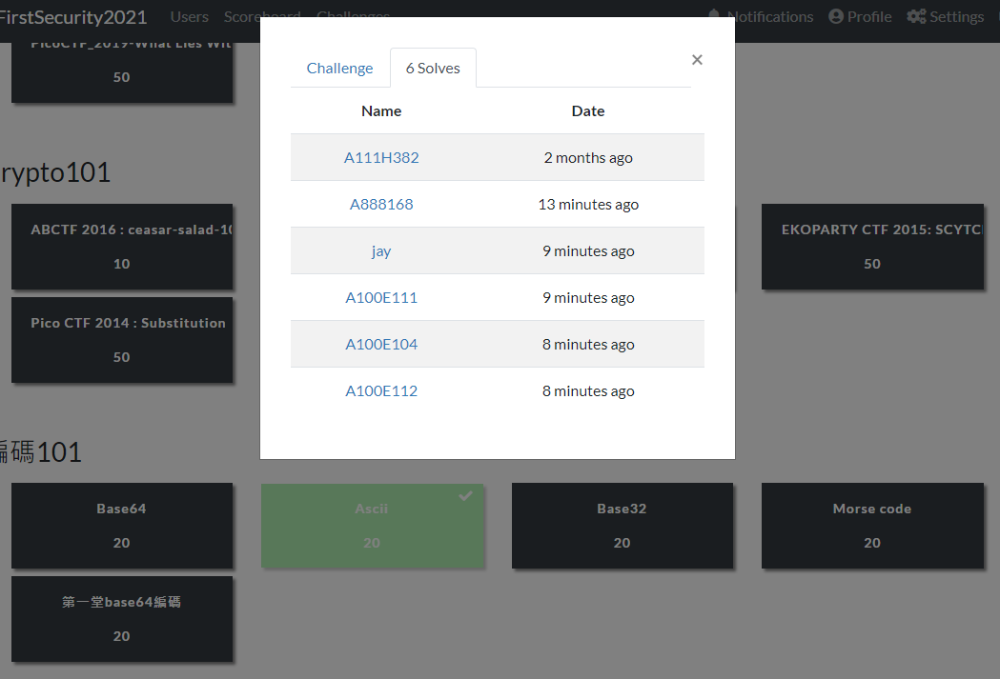 FirstSecurity2021 Users Scoreboard Challenges Notifications Profile Settings
PicoCTF_2019-What Lies Wit
50
6 Solves
Challenge
×
Name Date
A111H382 2 months ago
A888168 13 minutes ago
jay 9 minutes ago
A100E111 9 minutes ago
A100E104 8 minutes ago
A100E112 8 minutes ago
rypto101
ABCTF 2016 : ceasar-salad-10
10
EKOPARTY CTF 2015: SCYTC
50
Pico CTF 2014 : Substitution
50
編碼101
Base64
20
Ascii
20
Base32
20
Morse code
20
第一堂base64編碼
20